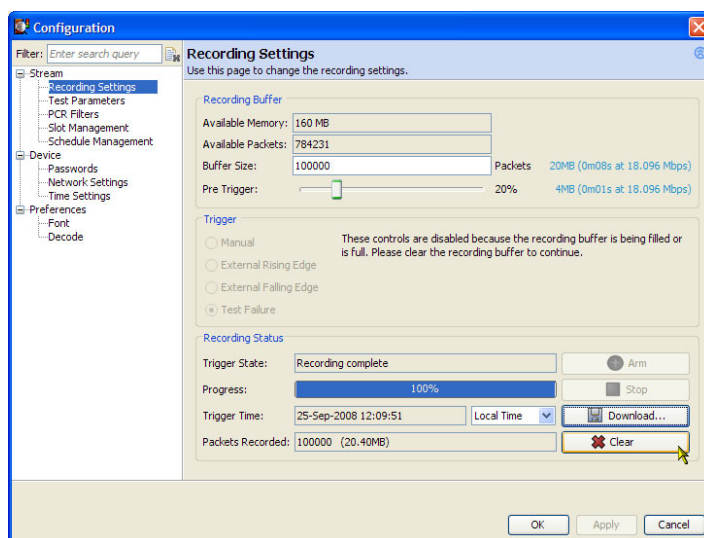 Configuration
Filter: Enter search query
Stream
Recording Settings
Test Parameters
PCR Filters
Slot Management
Schedule Management
Device
Passwords
Network Settings
Time Settings
Preferences
Font
Decode
Recording Settings
Use this page to change the recording settings.
Recording Buffer
Available Memory: 160 MB
Available Packets: 784231
Buffer Size: 100000 Packets 20MB (0m08s at 18.096 Mbps)
Pre Trigger: 20% 4MB (0m01s at 18.096 Mbps)
Trigger
Manual
External Rising Edge
External Falling Edge
Test Failure
These controls are disabled because the recording buffer is being filled or
is full. Please clear the recording buffer to continue.
Recording Status
Trigger State: Recording complete Arm
Progress: 100% Stop
Trigger Time: 25-Sep-2008 12:09:51 Local Time Download...
Packets Recorded: 100000 (20.40MB) Clear
OK Apply Cancel